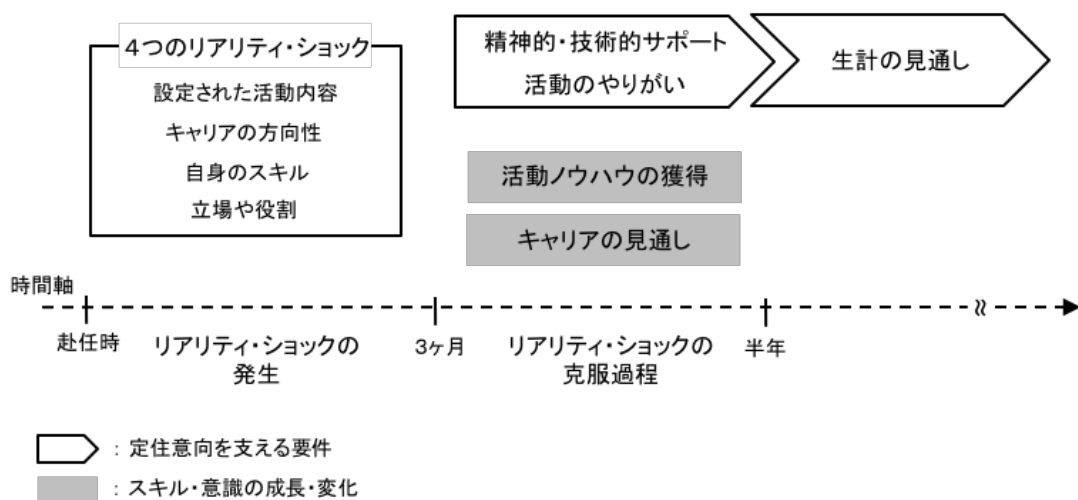 4つのリアリティ・ショック
設定された活動内容
キャリアの方向性
自身のスキル
立場や役割
精神的・技術的サポート
活動のやりがい
生計の見通し
活動ノウハウの獲得
キャリアの見通し
時間軸
赴任時
リアリティ・ショックの
発生
3ヶ月
リアリティ・ショックの
克服過程
半年
: 定住意向を支える要件
: スキル・意識の成長・変化